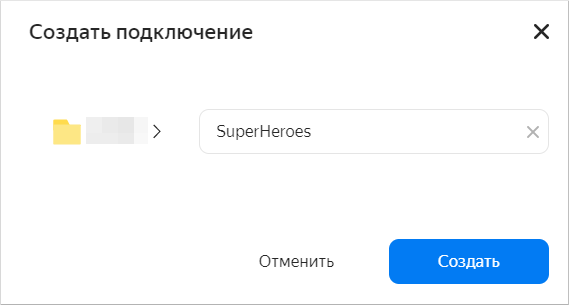 Создать подключение
SuperHeroes
Отменить
Создать